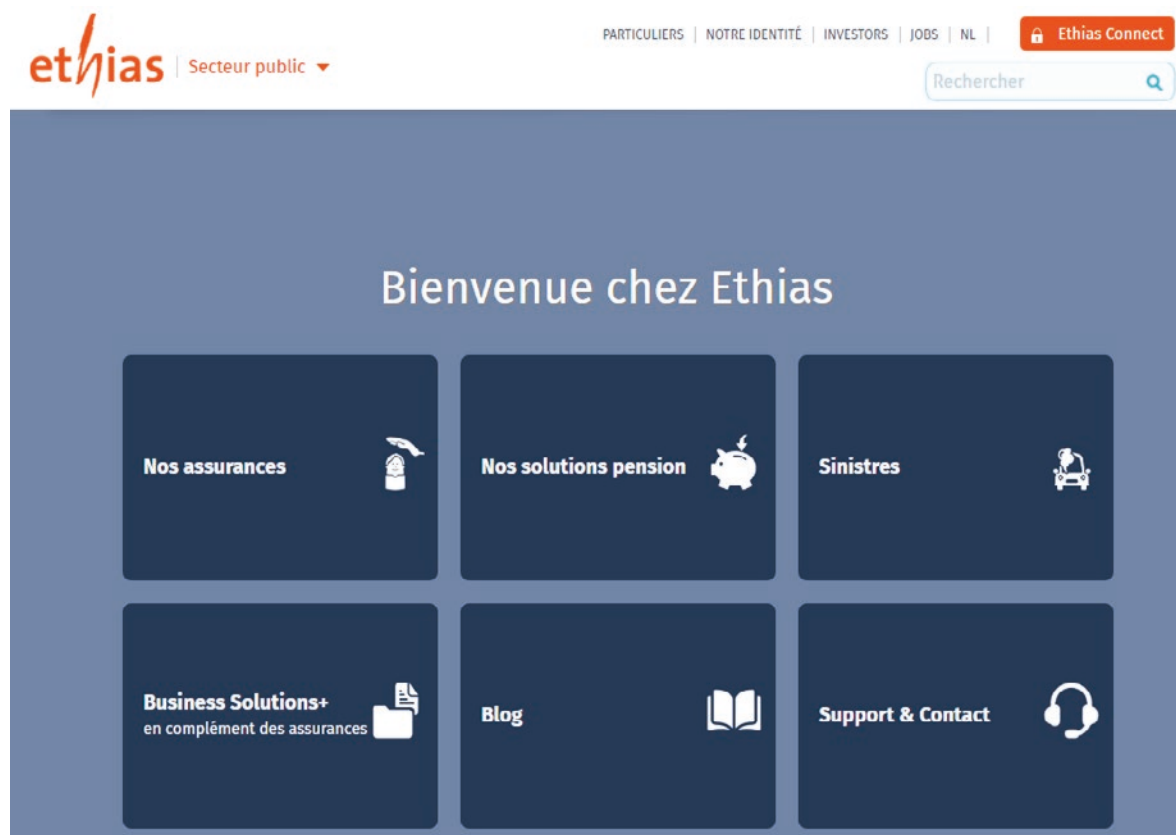 PARTICULIERS | NOTRE IDENTITÉ | INVESTORS | JOBS | NL |
Ethias Connect
ethias | Secteur public
Rechercher
Bienvenue chez Ethias
Nos assurances
Nos solutions pension
Sinistres
Business Solutions+
en complément des assurances
Blog
Support & Contact